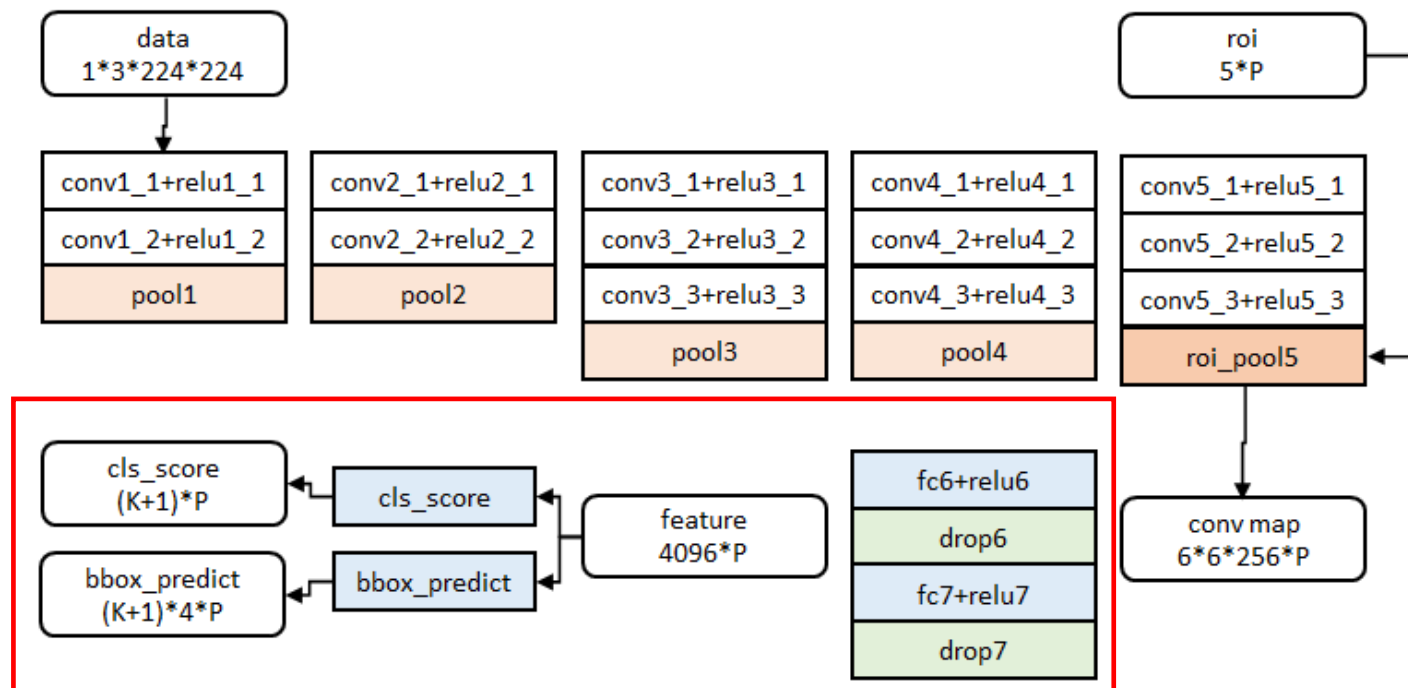 data
1*3*224*224
roi
5*P
conv1_1+relu1_1
conv1_2+relu1_2
pool1
conv2_1+relu2_1
conv2_2+relu2_2
pool2
conv3_1+relu3_1
conv3_2+relu3_2
conv3_3+relu3_3
pool3
conv4_1+relu4_1
conv4_2+relu4_2
conv4_3+relu4_3
pool4
conv5_1+relu5_1
conv5_2+relu5_2
conv5_3+relu5_3
roi_pool5
cls_score
(K+1)*P
bbox_predict
(K+1)*4*P
cls_score
bbox_predict
feature
4096*P
fc6+relu6
drop6
fc7+relu7
drop7
conv map
6*6*256*P